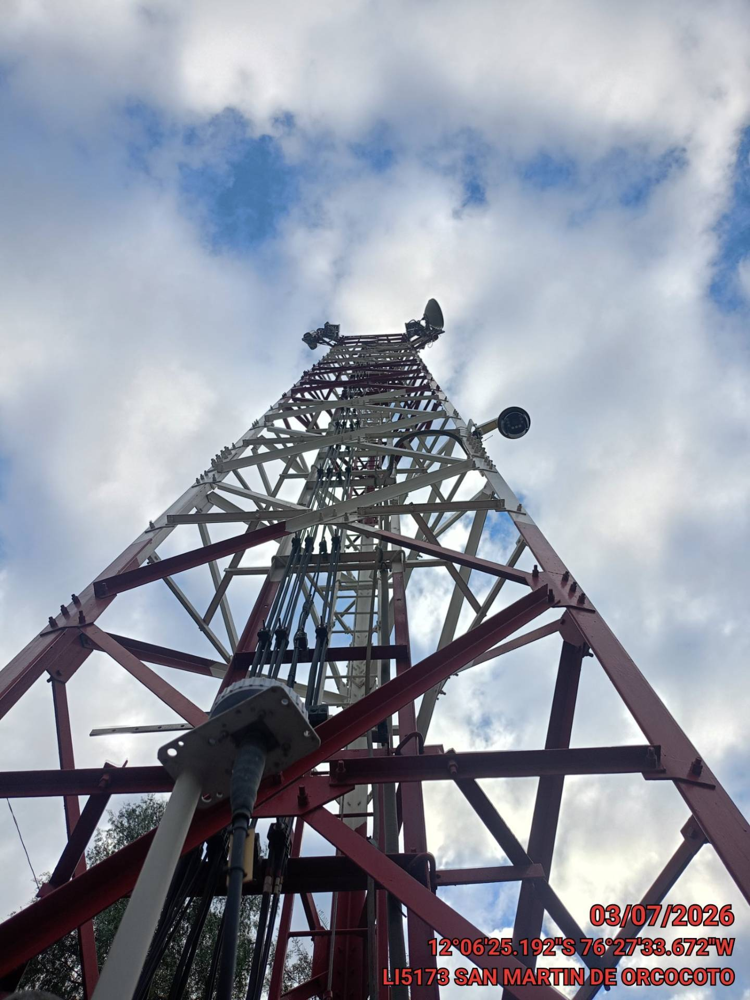 03/07/2026
12°06'25.192"S 76°27'33.672"W
LI5173 SAN MARTIN DE ORCOCOTO